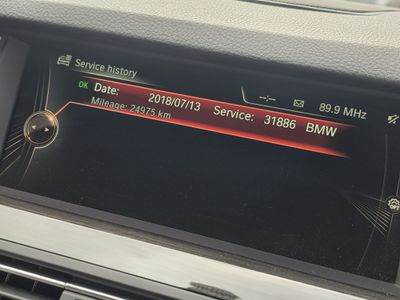 Service history
--:-- 89.9 MHz
OK Date: 2018/07/13 Service: 31886 BMW
Mileage: 24975 km